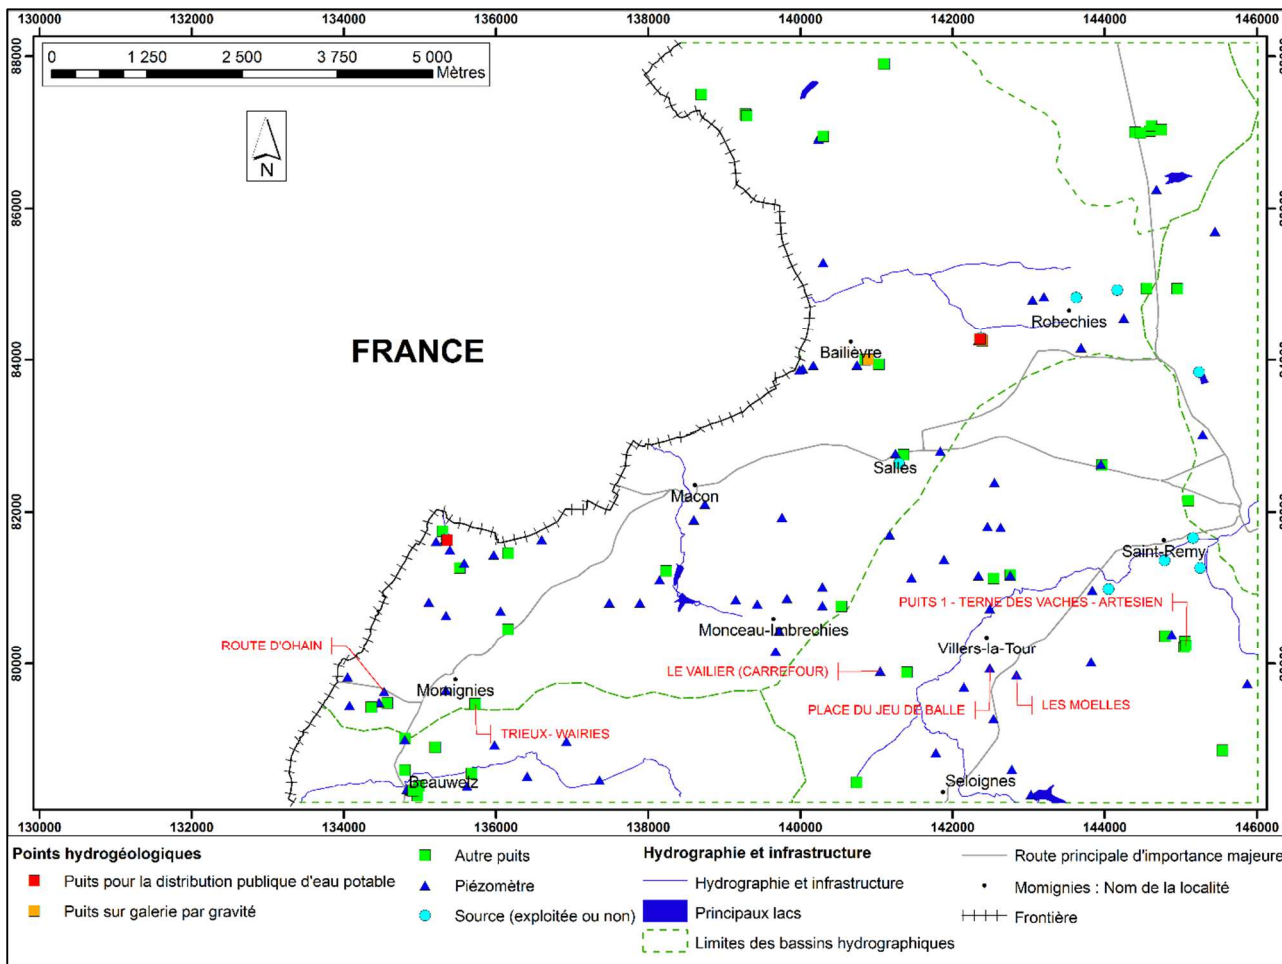 130000 132000 134000 136000 138000 140000 142000 144000 146000
88000
88000
0 1 250 2 500 3 750 5 000
Mètres
N
86000
86000
Robechies
Bailièvre
FRANCE
84000
84000
Salles
Macon
82000
82000
Saint-Remy
PUITS 1 - TERNE DES VACHES - ARTESIEN
Monceau-Imbrechies
ROUTE D'OHAIN
Villers-la-Tour
80000
80000
LE VAILIER (CARREFOUR)
Momignies
PLACE DU JEU DE BALLE
LES MOELLES
TRIEUX- WAIRIES
Beauwelz
Seloignes
130000 132000 134000 136000 138000 140000 142000 144000 146000
Points hydrogéologiques
Puits pour la distribution publique d'eau potable
Puits sur galerie par gravité
Autre puits
Piézomètre
Source (exploitée ou non)
Hydrographie et infrastructure
Hydrographie et infrastructure
Principaux lacs
Limites des bassins hydrographiques
Route principale d'importance majeure
Momignies : Nom de la localité
Frontière